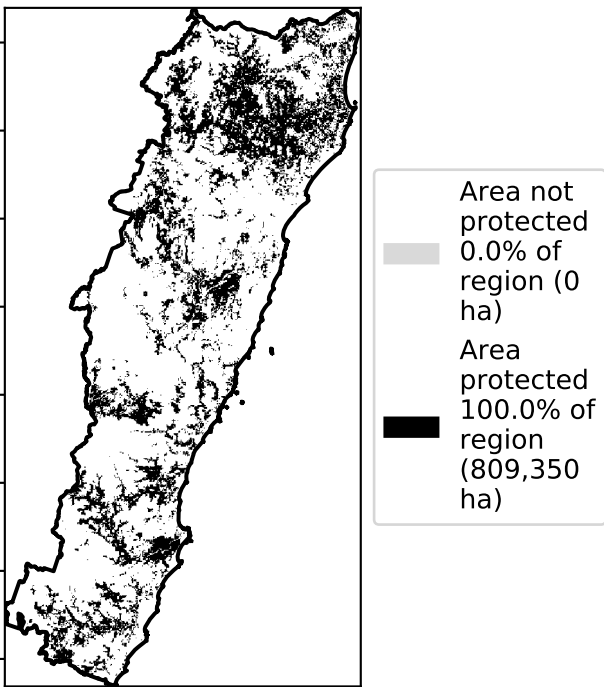 Area not
protected
0.0% of
region (0
ha)
Area
protected
100.0% of
region
(809,350
ha)